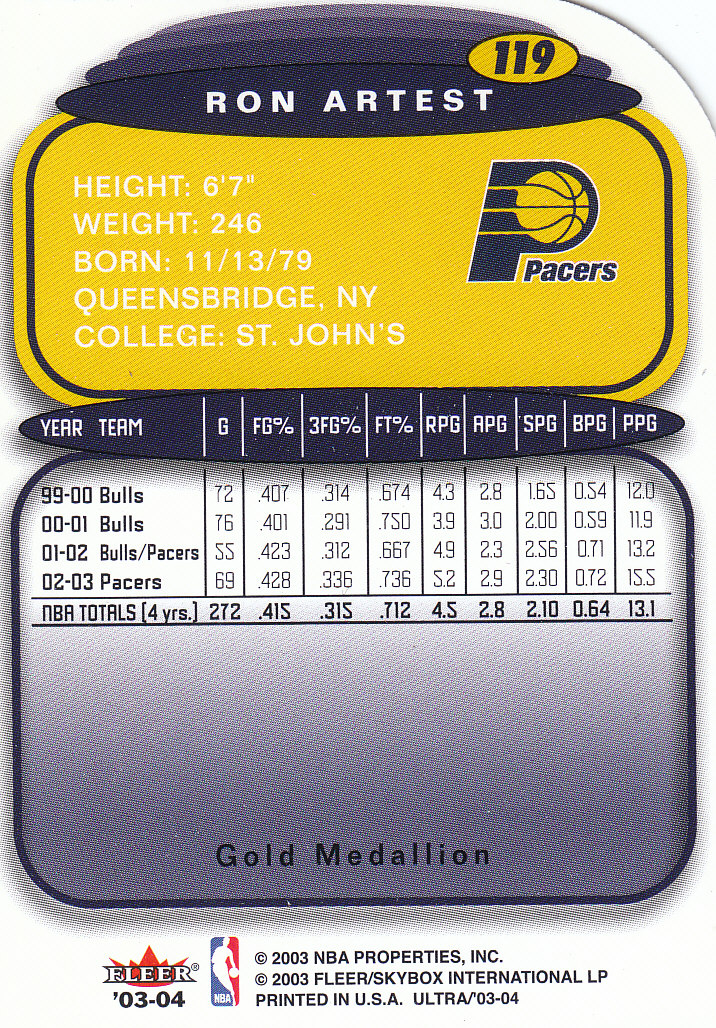 119
RON ARTEST
HEIGHT: 6'7"
WEIGHT: 246
BORN: 11/13/79
QUEENSBRIDGE, NY
COLLEGE: ST. JOHN'S
Pacers
YEAR TEAM G FG% 3FG% FT% RPG APG SPG BPG PPG
99-00 Bulls 72 .407 .314 .674 4.3 2.8 1.65 0.54 12.0
00-01 Bulls 76 .401 .291 .750 3.9 3.0 2.00 0.59 11.9
01-02 Bulls/Pacers 55 .423 .312 .667 4.9 2.3 2.56 0.71 13.2
02-03 Pacers 69 .428 .336 .736 5.2 2.9 2.30 0.72 15.5
NBA TOTALS (4 yrs.) 272 .415 .315 .712 4.5 2.8 2.10 0.64 13.1
Gold Medallion
FLEER®
'03-04
NBA
© 2003 NBA PROPERTIES, INC.
© 2003 FLEER/SKYBOX INTERNATIONAL LP
PRINTED IN U.S.A. ULTRA/'03-04